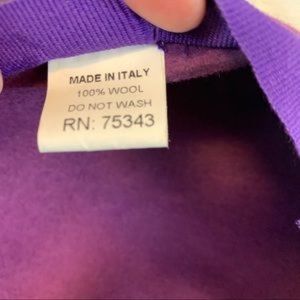 MADE IN ITALY
100% WOOL
DO NOT WASH
RN: 75343